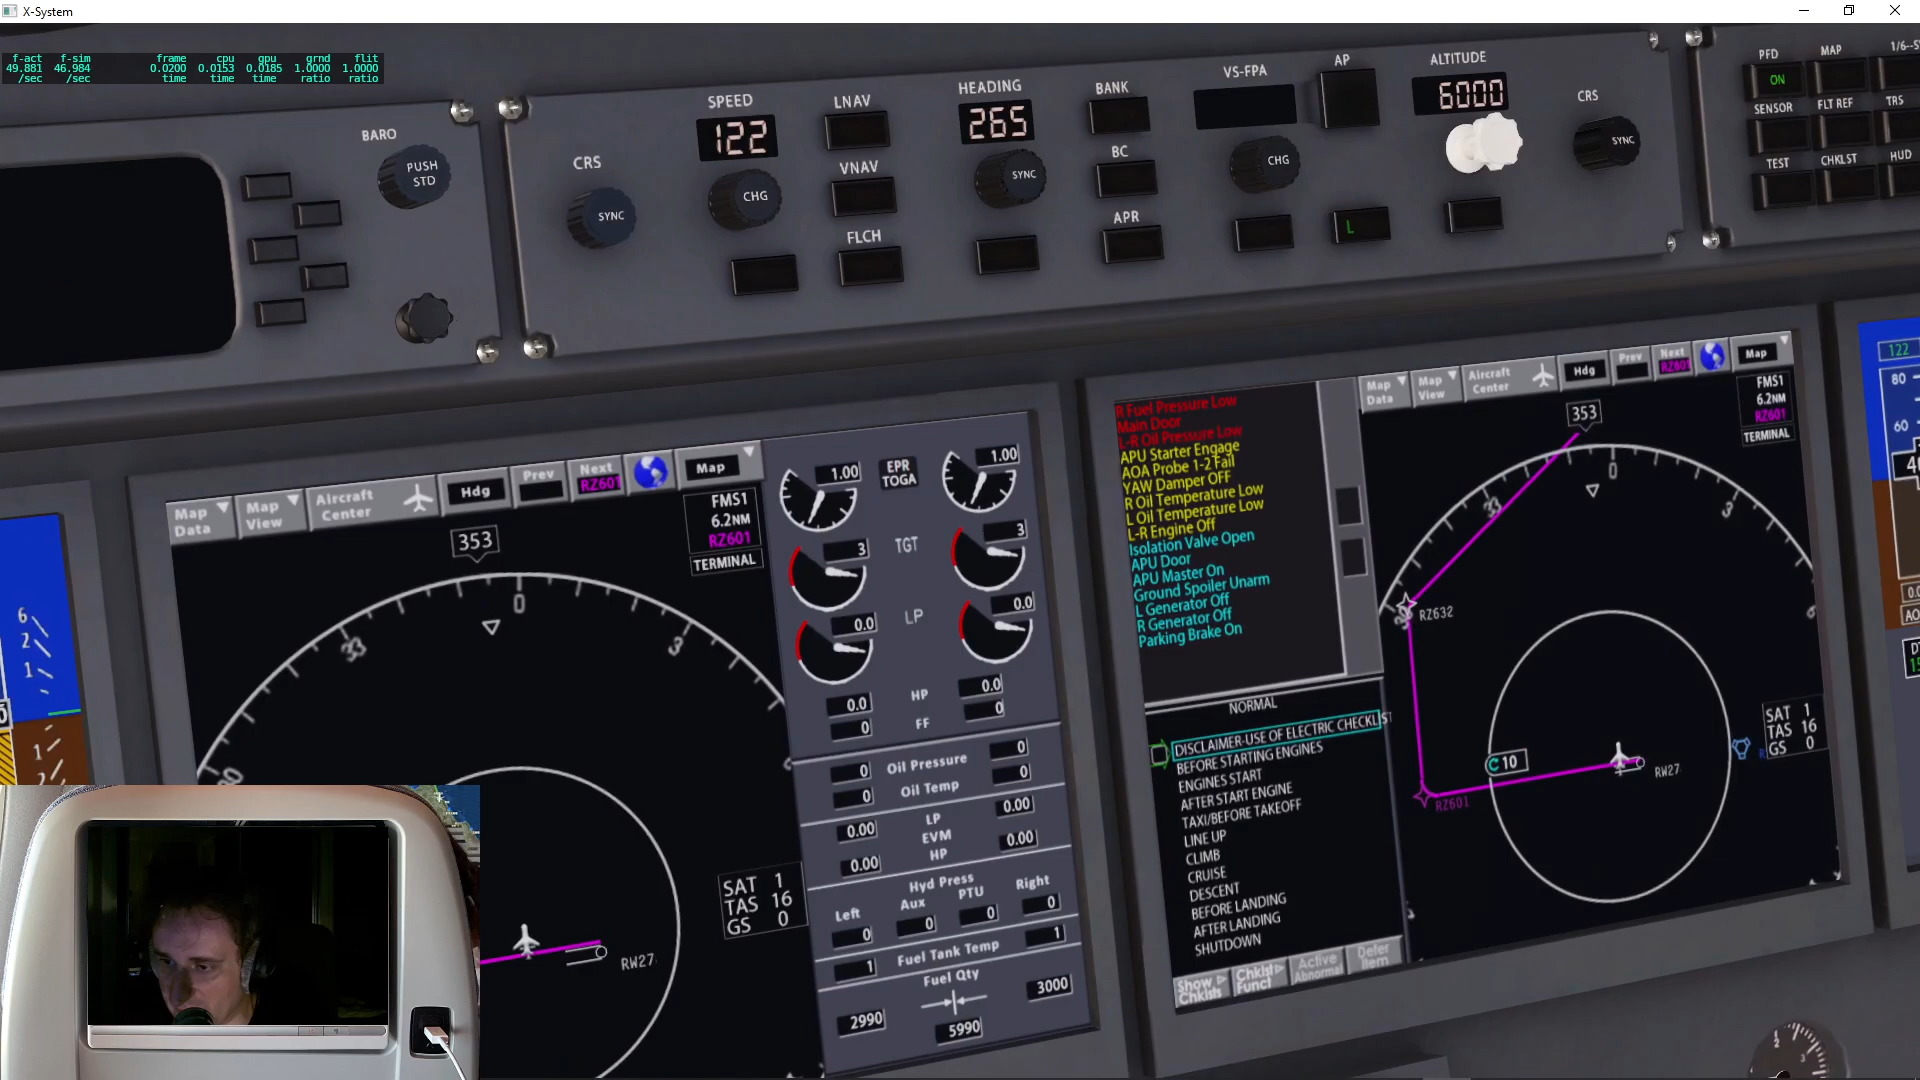 X-System
f-act f-sim frame cpu gpu grnd flit
49.881 46.984 0.0200 0.0153 0.0185 1.0000 1.0000
/sec /sec time time time ratio ratio
BARO
PUSH
STD
CRS
SYNC
SPEED
122
CHG
LNAV
VNAV
FLCH
HEADING
265
SYNC
BANK
BC
APR
VS-FPA
CHG
AP
L
ALTITUDE
6000
CRS
SYNC
PFD
ON
MAP
SENSOR
FLT REF
TRS
TEST
CHKLST
HUD
6
2
1
1
2
Map
Data
Map
View
Aircraft
Center
Hdg
Prev
Next
RZ601
Map
353
FMS1
6.2NM
RZ601
TERMINAL
33
0
3
SAT 1
TAS 16
GS 0
RW27
1.00 EPR
TOGA 1.00
3 TGT 3
0.0 LP 0.0
0.0 HP 0.0
0 FF 0
0 Oil Pressure 0
0 Oil Temp 0
0.00 LP 0.00
EVM
0.00 HP 0.00
Hyd Press
Left Aux PTU Right
0 0 0 0
1 Fuel Tank Temp 1
Fuel Qty
2990 3000
5990
R Fuel Pressure Low
Main Door
L-R Oil Pressure Low
APU Starter Engage
AOA Probe 1-2 Fail
YAW Damper OFF
R Oil Temperature Low
L Oil Temperature Low
L-R Engine Off
Isolation Valve Open
APU Door
APU Master On
Ground Spoiler Unarm
L Generator Off
R Generator Off
Parking Brake On
NORMAL
DISCLAIMER-USE OF ELECTRIC CHECKLIST
BEFORE STARTING ENGINES
ENGINES START
AFTER START ENGINE
TAXI/BEFORE TAKEOFF
LINE UP
CLIMB
CRUISE
DESCENT
BEFORE LANDING
AFTER LANDING
SHUTDOWN
Show
Chklsts
Chklst
Funct
Active
Abnormal
Defer
Item
Map
Data
Map
View
Aircraft
Center
Hdg
Prev
Next
RZ601
Map
353
FMS1
6.2NM
RZ601
TERMINAL
33
0
3
RZ632
10
RZ601
RW27
SAT 1
TAS 16
GS 0
122
80
60